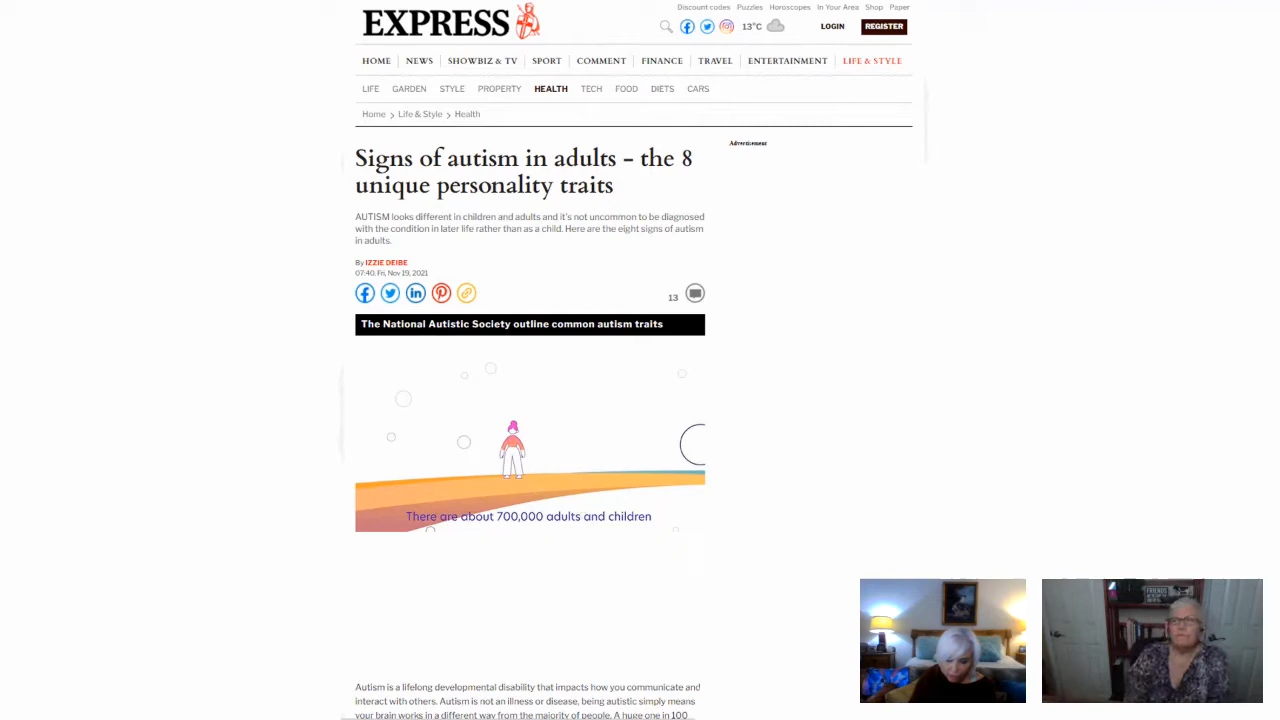 Discount codes Puzzles Horoscopes In Your Area Shop Paper
EXPRESS
13°C
LOGIN
REGISTER
HOME NEWS SHOWBIZ & TV SPORT COMMENT FINANCE TRAVEL ENTERTAINMENT LIFE & STYLE
LIFE GARDEN STYLE PROPERTY HEALTH TECH FOOD DIETS CARS
Home > Life & Style > Health
Advertisement
Signs of autism in adults - the 8
unique personality traits
AUTISM looks different in children and adults and it's not uncommon to be diagnosed
with the condition in later life rather than as a child. Here are the eight signs of autism
in adults.
By IZZIE DEIBE
07:40, Fri, Nov 19, 2021
13
The National Autistic Society outline common autism traits
There are about 700,000 adults and children
Autism is a lifelong developmental disability that impacts how you communicate and
interact with others. Autism is not an illness or disease, being autistic simply means
your brain works in a different way from the majority of people. A huge one in 100
FRIENDS